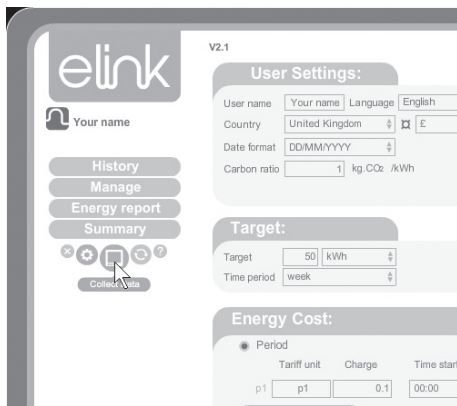 elink
V2.1
Your name
History
Manage
Energy report
Summary
?
User Settings:
User name Your name Language English
Country United Kingdom ¤ £
Date format DD/MM/YYYY
Carbon ratio 1 kg.CO2 /kWh
Target:
Target 50 kWh
Time period week
Energy Cost:
Period
Tariff unit Charge Time start
p1 p1 0.1 00:00